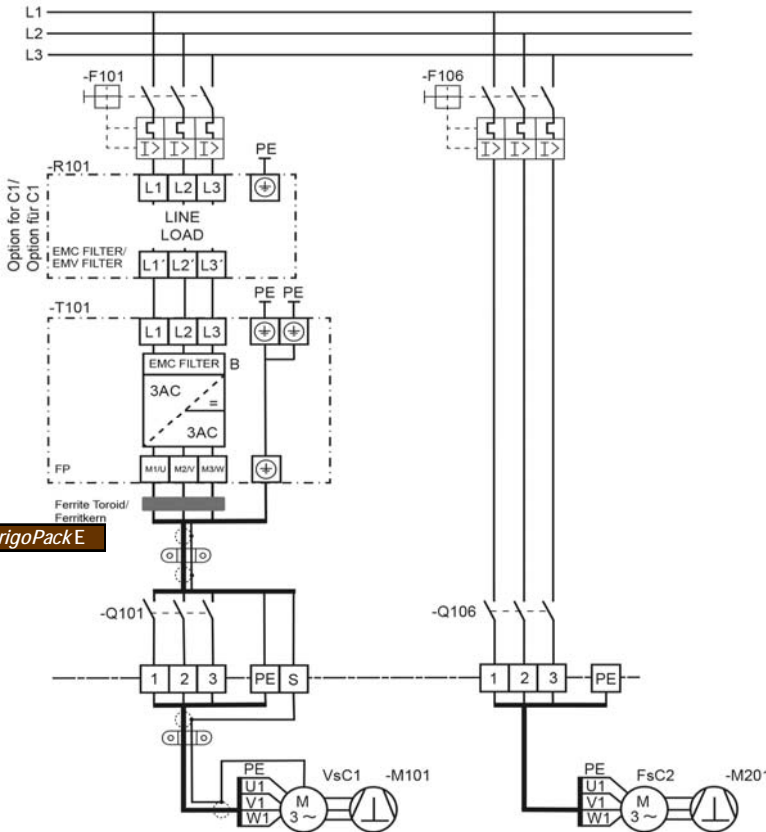 L1
L2
L3
-F101
-F106
I> I> I>
I> I> I>
PE
-R101
L1 L2 L3
Option for C1/
Option für C1
LINE
LOAD
EMC FILTER/
EMV FILTER
L1´ L2´ L3´
PE PE
-T101
L1 L2 L3
EMC FILTER B
3AC
=
3AC
FP
M1/U M2/V M3/W
Ferrite Toroid/
Ferritkern
rigoPack E
-Q101
-Q106
1 2 3 PE S
1 2 3 PE
PE VsC1 -M101
U1
V1
W1
M
3 ~
PE FsC2 -M201
U1
V1
W1
M
3 ~